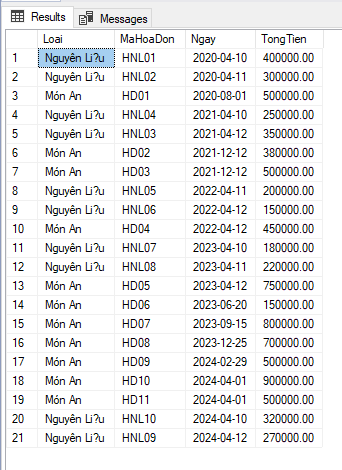 Results Messages
Loai MaHoaDon Ngay TongTien
1 Nguyên Li?u HNL01 2020-04-10 400000.00
2 Nguyên Li?u HNL02 2020-04-11 300000.00
3 Món An HD01 2020-08-01 500000.00
4 Nguyên Li?u HNL04 2021-04-10 250000.00
5 Nguyên Li?u HNL03 2021-04-12 350000.00
6 Món An HD02 2021-12-12 380000.00
7 Món An HD03 2021-12-12 500000.00
8 Nguyên Li?u HNL05 2022-04-11 200000.00
9 Nguyên Li?u HNL06 2022-04-12 150000.00
10 Món An HD04 2022-04-12 450000.00
11 Nguyên Li?u HNL07 2023-04-10 180000.00
12 Nguyên Li?u HNL08 2023-04-11 220000.00
13 Món An HD05 2023-04-12 750000.00
14 Món An HD06 2023-06-20 150000.00
15 Món An HD07 2023-09-15 800000.00
16 Món An HD08 2023-12-25 700000.00
17 Món An HD09 2024-02-29 500000.00
18 Món An HD10 2024-04-01 900000.00
19 Món An HD11 2024-04-01 500000.00
20 Nguyên Li?u HNL10 2024-04-10 320000.00
21 Nguyên Li?u HNL09 2024-04-12 270000.00